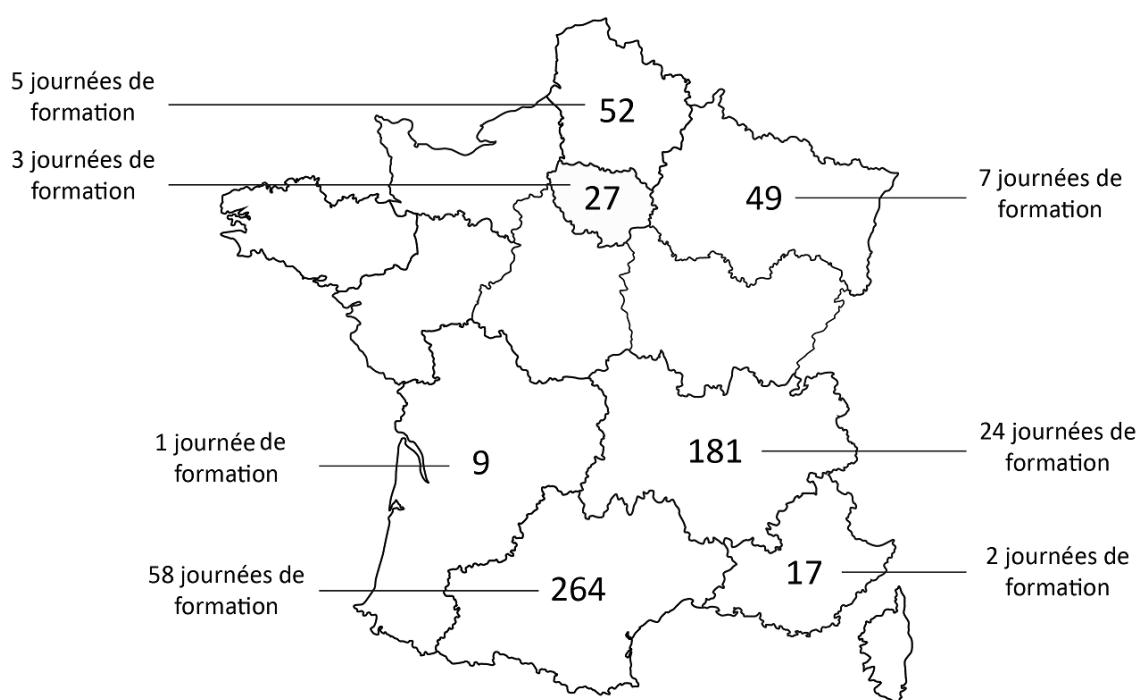 5 journées de
formation
52
3 journées de
formation
27
49
7 journées de
formation
1 journée de
formation
9
181
24 journées de
formation
58 journées de
formation
264
17
2 journées de
formation